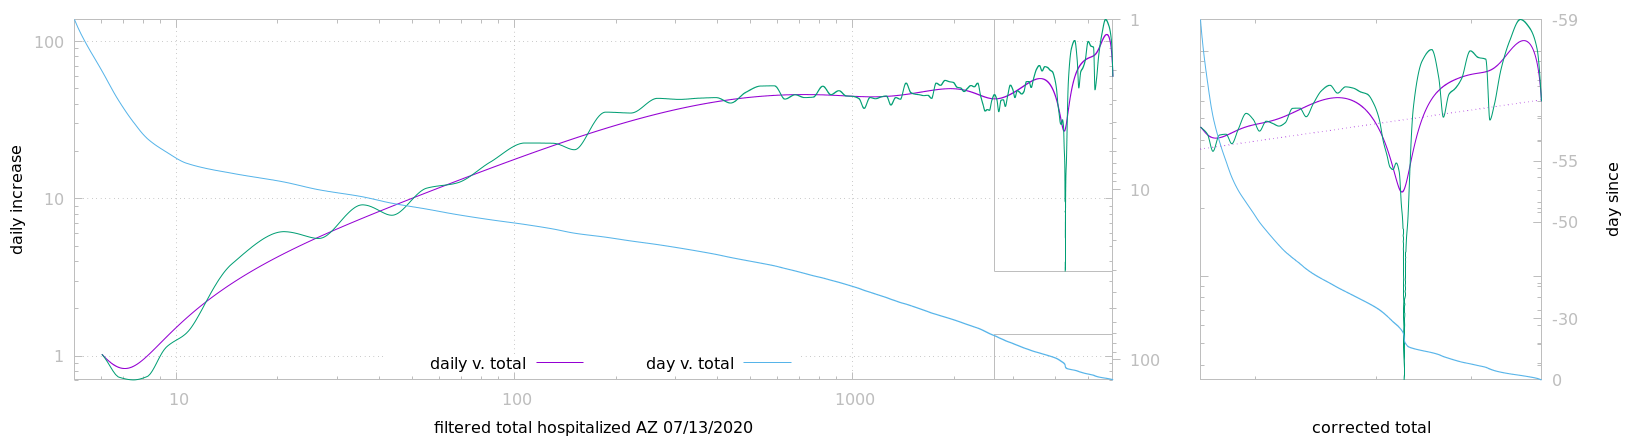 100
10
1
daily increase
10
100
1000
1
10
100
daily v. total
day v. total
filtered total hospitalized AZ 07/13/2020
-59
-55
-50
-30
0
day since
corrected total